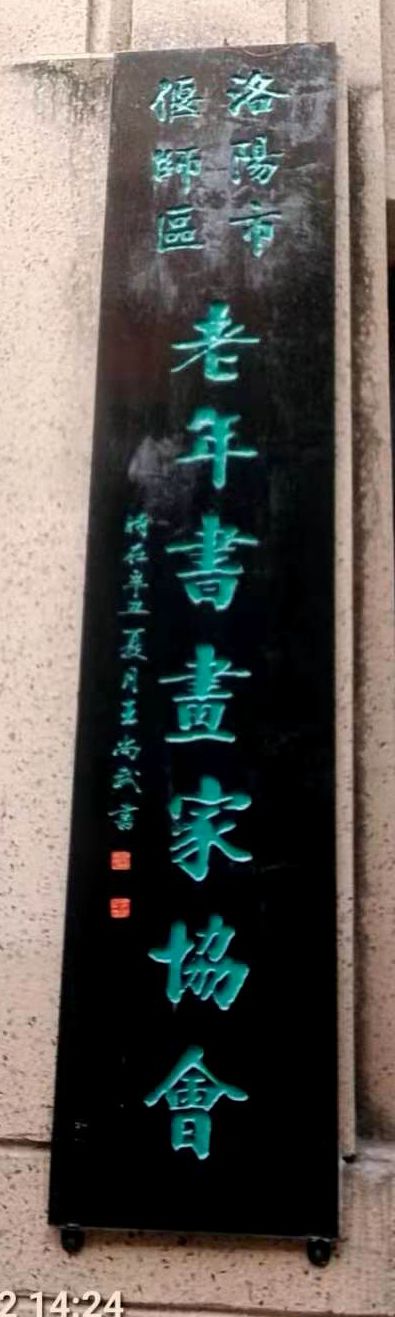 洛陽市
偃師區
老年書畫家協會
時在辛丑夏月王尚武書
2 14:24